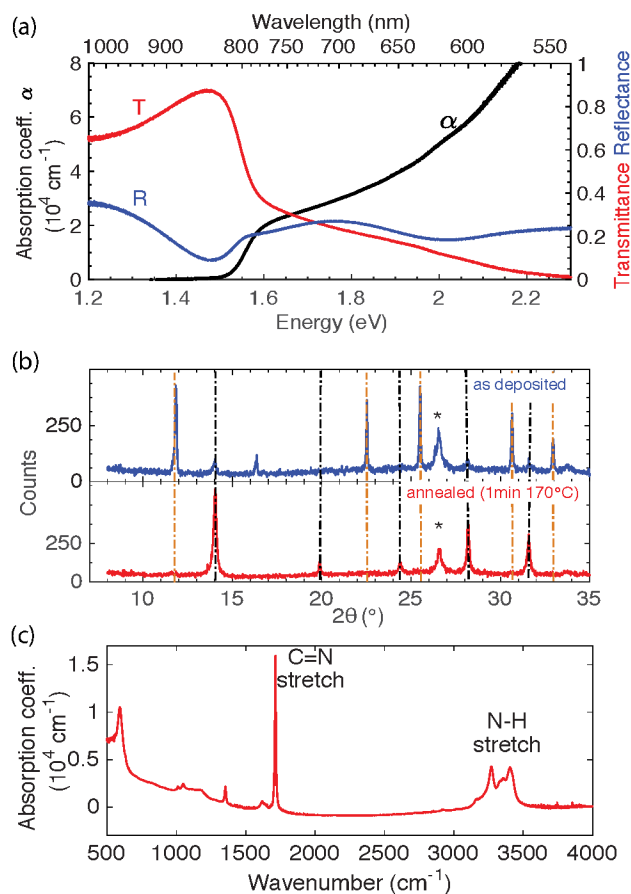 (a)
Wavelength (nm)
1000 900 800 750 700 650 600 550
Absorption coeff. α
(10⁴ cm⁻¹)
8
6
4
2
0
T
R
α
1
0.8
0.6
0.4
0.2
0
Transmittance Reflectance
1.2 1.4 1.6 1.8 2 2.2
Energy (eV)
(b)
Counts
250
0
as deposited
*
250
0
annealed (1min 170°C)
*
10 15 20 25 30 35
2θ (°)
(c)
Absorption coeff.
(10⁴ cm⁻¹)
1.5
1
0.5
0
C=N
stretch
N-H
stretch
500 1000 1500 2000 2500 3000 3500 4000
Wavenumber (cm⁻¹)